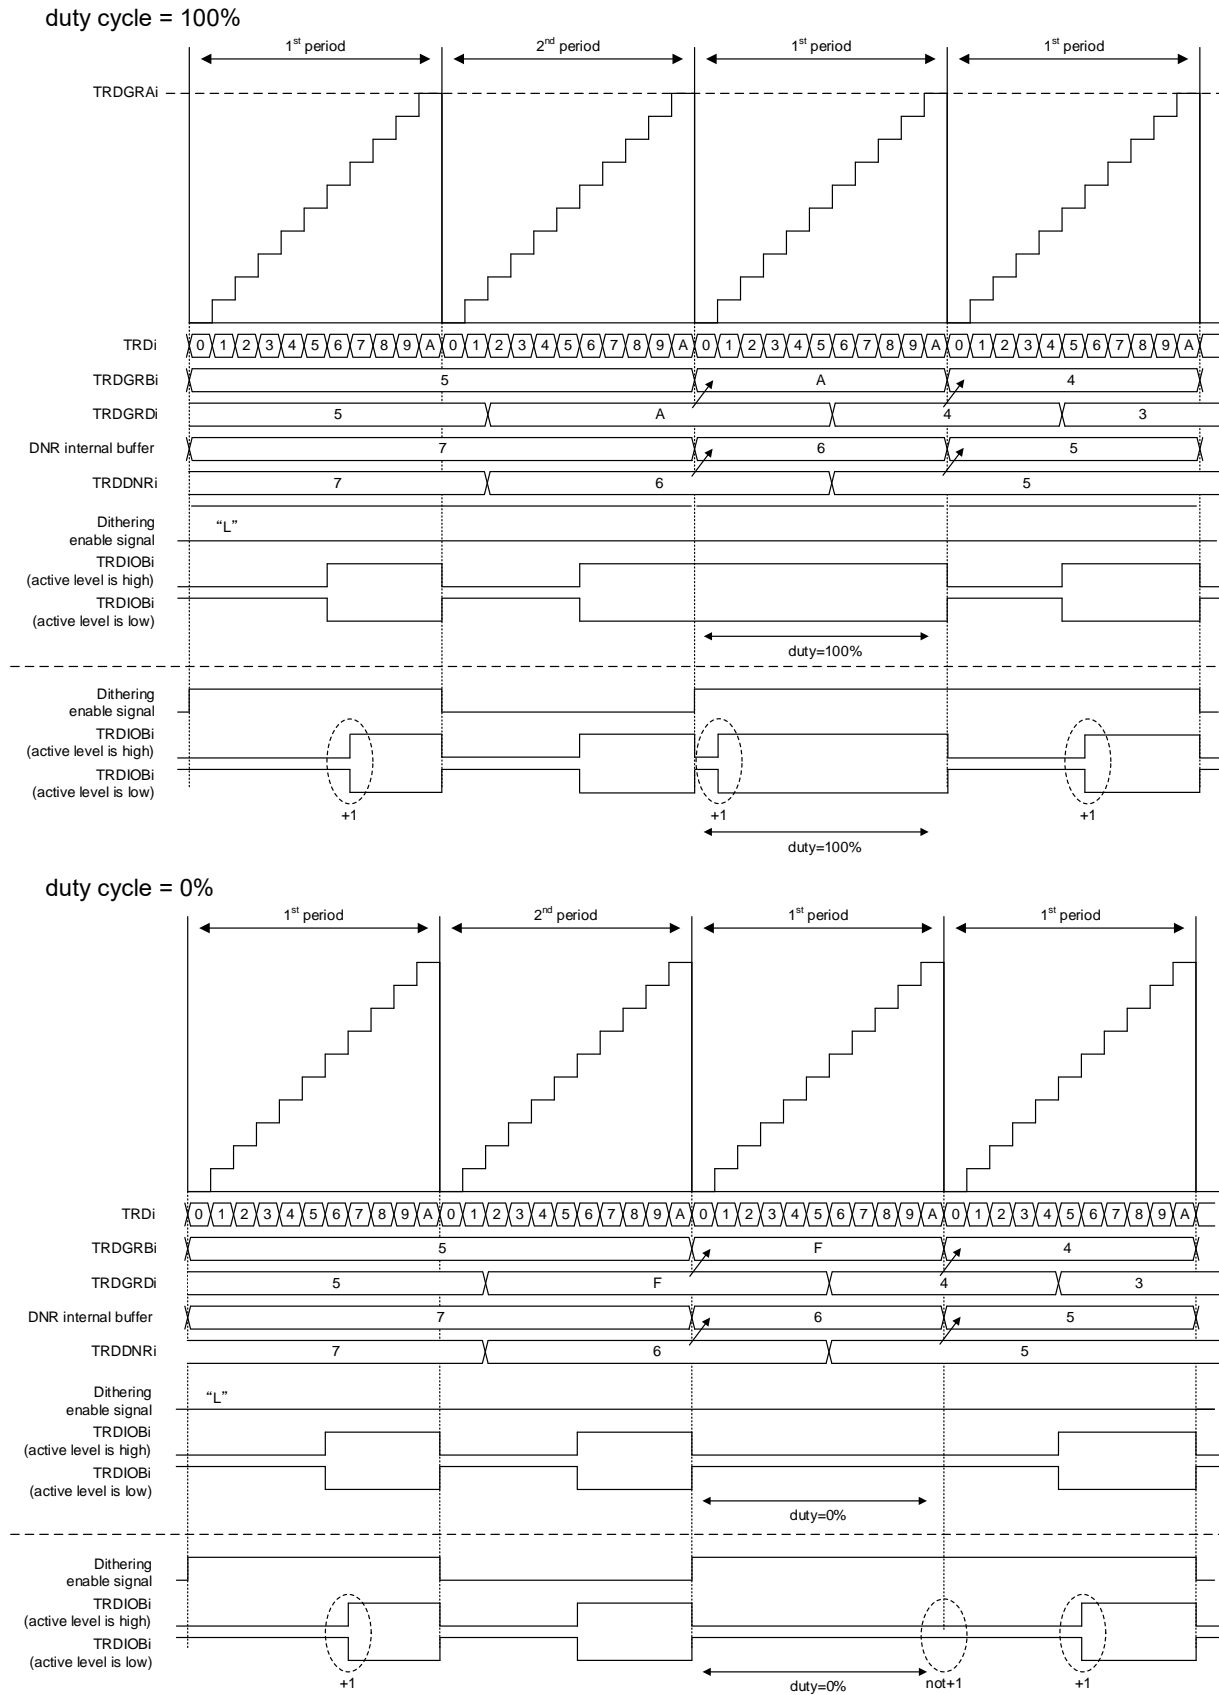 duty cycle = 100%
1st period 2nd period 1st period 1st period
TRDGRAi
TRDi 0 1 2 3 4 5 6 7 8 9 A 0 1 2 3 4 5 6 7 8 9 A 0 1 2 3 4 5 6 7 8 9 A 0 1 2 3 4 5 6 7 8 9 A
TRDGRBi 5 A 4
TRDGRDi 5 A 4 3
DNR internal buffer 7 6 5
TRDDNRi 7 6 5
Dithering
enable signal “L”
TRDIOBi
(active level is high)
TRDIOBi
(active level is low)
duty=100%
Dithering
enable signal
TRDIOBi
(active level is high)
TRDIOBi
(active level is low)
+1 +1 +1
duty=100%
duty cycle = 0%
1st period 2nd period 1st period 1st period
TRDi 0 1 2 3 4 5 6 7 8 9 A 0 1 2 3 4 5 6 7 8 9 A 0 1 2 3 4 5 6 7 8 9 A 0 1 2 3 4 5 6 7 8 9 A
TRDGRBi 5 F 4
TRDGRDi 5 F 4 3
DNR internal buffer 7 6 5
TRDDNRi 7 6 5
Dithering
enable signal “L”
TRDIOBi
(active level is high)
TRDIOBi
(active level is low)
duty=0%
Dithering
enable signal
TRDIOBi
(active level is high)
TRDIOBi
(active level is low)
+1 duty=0% not+1 +1